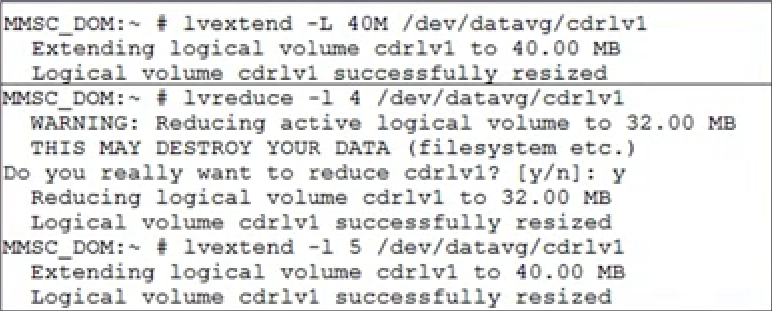 MMSC_DOM:~ # lvextend -L 40M /dev/datavg/cdrlv1
  Extending logical volume cdrlv1 to 40.00 MB
  Logical volume cdrlv1 successfully resized
MMSC_DOM:~ # lvreduce -l 4 /dev/datavg/cdrlv1
  WARNING: Reducing active logical volume to 32.00 MB
  THIS MAY DESTROY YOUR DATA (filesystem etc.)
Do you really want to reduce cdrlv1? [y/n]: y
  Reducing logical volume cdrlv1 to 32.00 MB
  Logical volume cdrlv1 successfully resized
MMSC_DOM:~ # lvextend -l 5 /dev/datavg/cdrlv1
  Extending logical volume cdrlv1 to 40.00 MB
  Logical volume cdrlv1 successfully resized